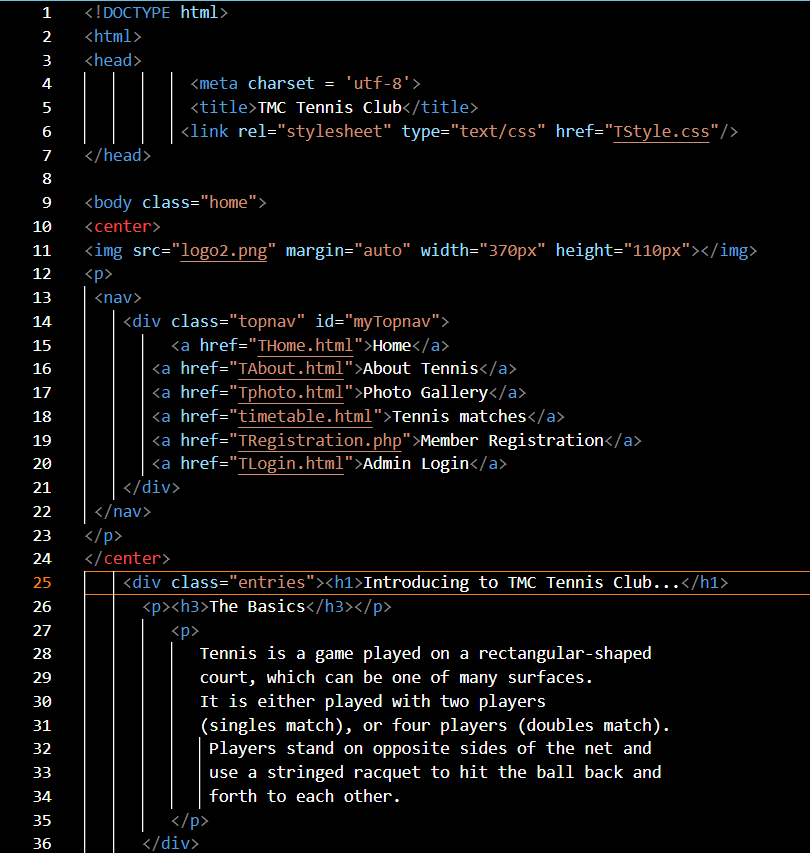 1 <!DOCTYPE html>
2 <html>
3 <head>
4 <meta charset = 'utf-8'>
5 <title>TMC Tennis Club</title>
6 <link rel="stylesheet" type="text/css" href="TStyle.css"/>
7 </head>
8
9 <body class="home">
10 <center>
11 <img src="logo2.png" margin="auto" width="370px" height="110px"></img>
12 <p>
13 <nav>
14 <div class="topnav" id="myTopnav">
15 <a href="THome.html">Home</a>
16 <a href="TAbout.html">About Tennis</a>
17 <a href="Tphoto.html">Photo Gallery</a>
18 <a href="timetable.html">Tennis matches</a>
19 <a href="TRegistration.php">Member Registration</a>
20 <a href="TLogin.html">Admin Login</a>
21 </div>
22 </nav>
23 </p>
24 </center>
25 <div class="entries"><h1>Introducing to TMC Tennis Club...</h1>
26 <p><h3>The Basics</h3></p>
27 <p>
28 Tennis is a game played on a rectangular-shaped
29 court, which can be one of many surfaces.
30 It is either played with two players
31 (singles match), or four players (doubles match).
32 Players stand on opposite sides of the net and
33 use a stringed racquet to hit the ball back and
34 forth to each other.
35 </p>
36 </div>